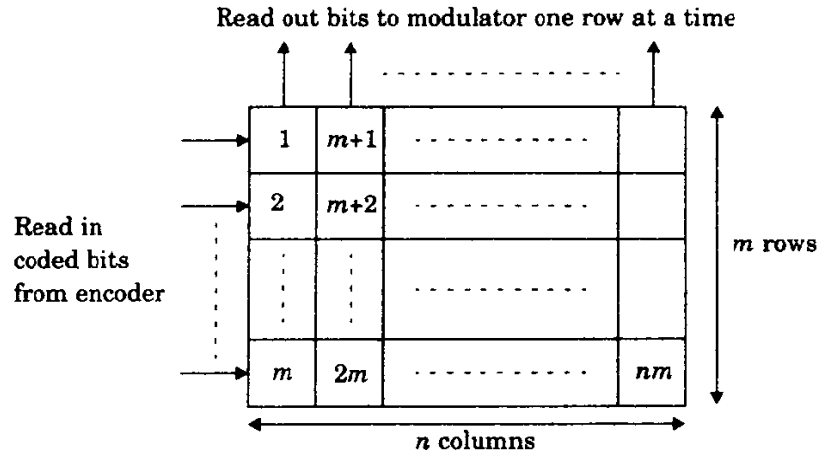 Read out bits to modulator one row at a time
1 m+1
2 m+2
Read in
coded bits
from encoder
m rows
m 2m nm
n columns